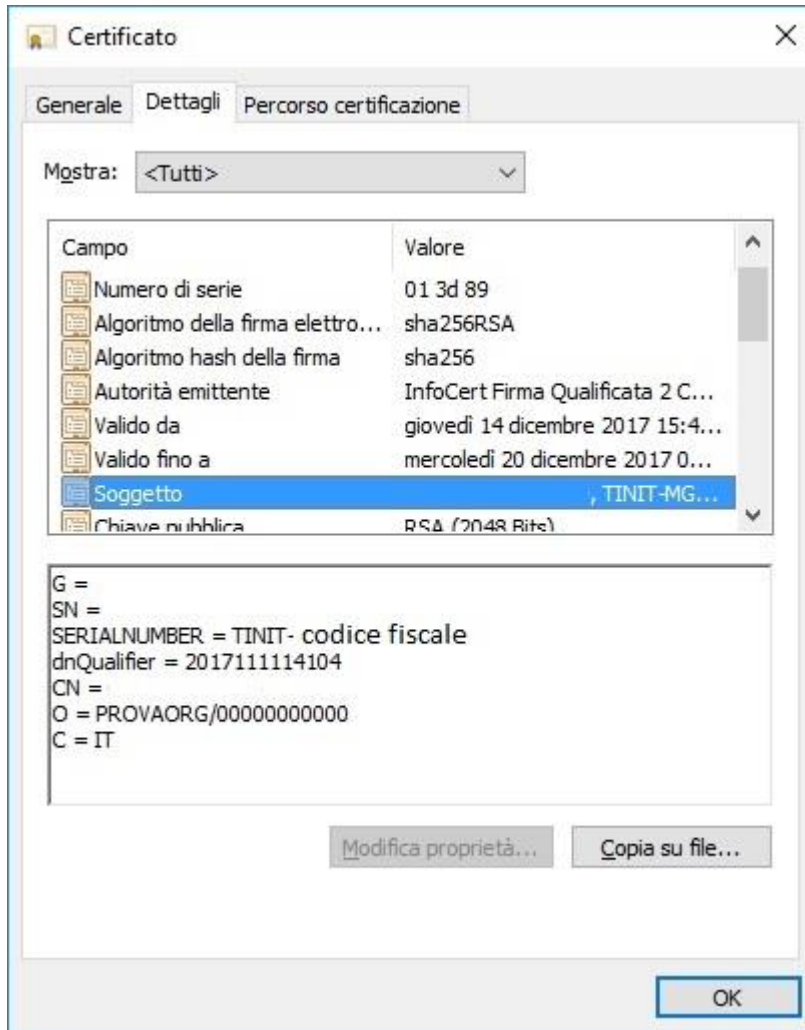 Certificato
Generale Dettagli Percorso certificazione
Mostra: <Tutti>
Campo Valore
Numero di serie 01 3d 89
Algoritmo della firma elettro... sha256RSA
Algoritmo hash della firma sha256
Autorità emittente InfoCert Firma Qualificata 2 C...
Valido da giovedì 14 dicembre 2017 15:4...
Valido fino a mercoledì 20 dicembre 2017 0...
Soggetto , TINIT-MG...
Chiave pubblica RSA (2048 Bits)
G =
SN =
SERIALNUMBER = TINIT- codice fiscale
dnQualifier = 2017111114104
CN =
O = PROVAORG/00000000000
C = IT
Modifica proprietà... Copia su file...
OK